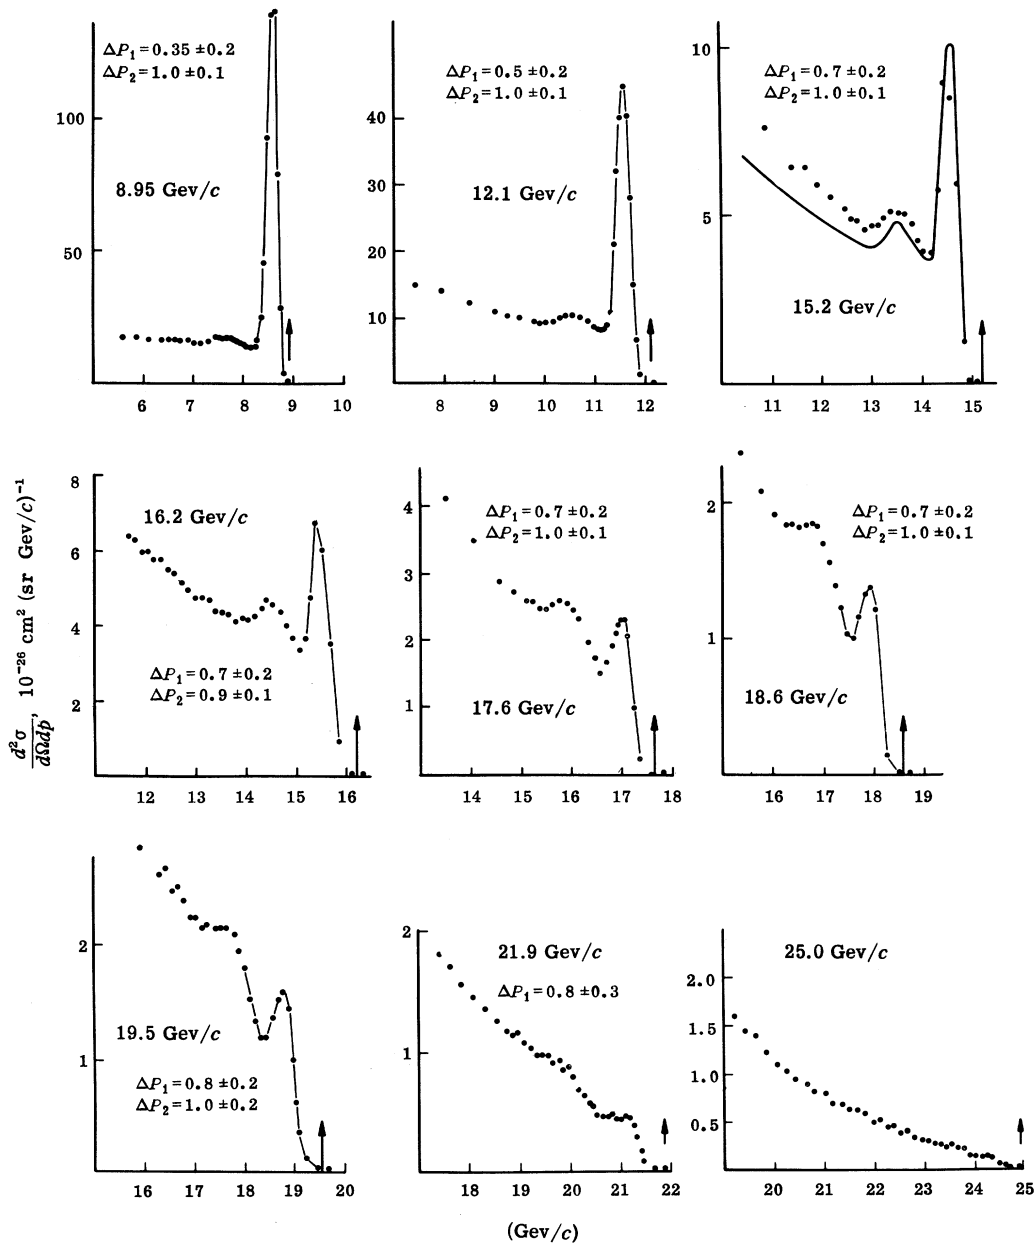 ΔP₁ = 0.35 ±0.2
ΔP₂ = 1.0 ±0.1
8.95 Gev/c
100
50
6 7 8 9 10
ΔP₁ = 0.5 ±0.2
ΔP₂ = 1.0 ±0.1
12.1 Gev/c
40
30
20
10
8 9 10 11 12
ΔP₁ = 0.7 ±0.2
ΔP₂ = 1.0 ±0.1
15.2 Gev/c
10
5
11 12 13 14 15
d²σ/dΩdp, 10⁻²⁶ cm² (sr Gev/c)⁻¹
16.2 Gev/c
ΔP₁ = 0.7 ±0.2
ΔP₂ = 0.9 ±0.1
8
6
4
2
12 13 14 15 16
ΔP₁ = 0.7 ±0.2
ΔP₂ = 1.0 ±0.1
17.6 Gev/c
4
3
2
1
14 15 16 17 18
ΔP₁ = 0.7 ±0.2
ΔP₂ = 1.0 ±0.1
18.6 Gev/c
2
1
16 17 18 19
19.5 Gev/c
ΔP₁ = 0.8 ±0.2
ΔP₂ = 1.0 ±0.2
2
1
16 17 18 19 20
21.9 Gev/c
ΔP₁ = 0.8 ±0.3
2
1
18 19 20 21 22
25.0 Gev/c
2.0
1.5
1.0
0.5
20 21 22 23 24 25
(Gev/c)